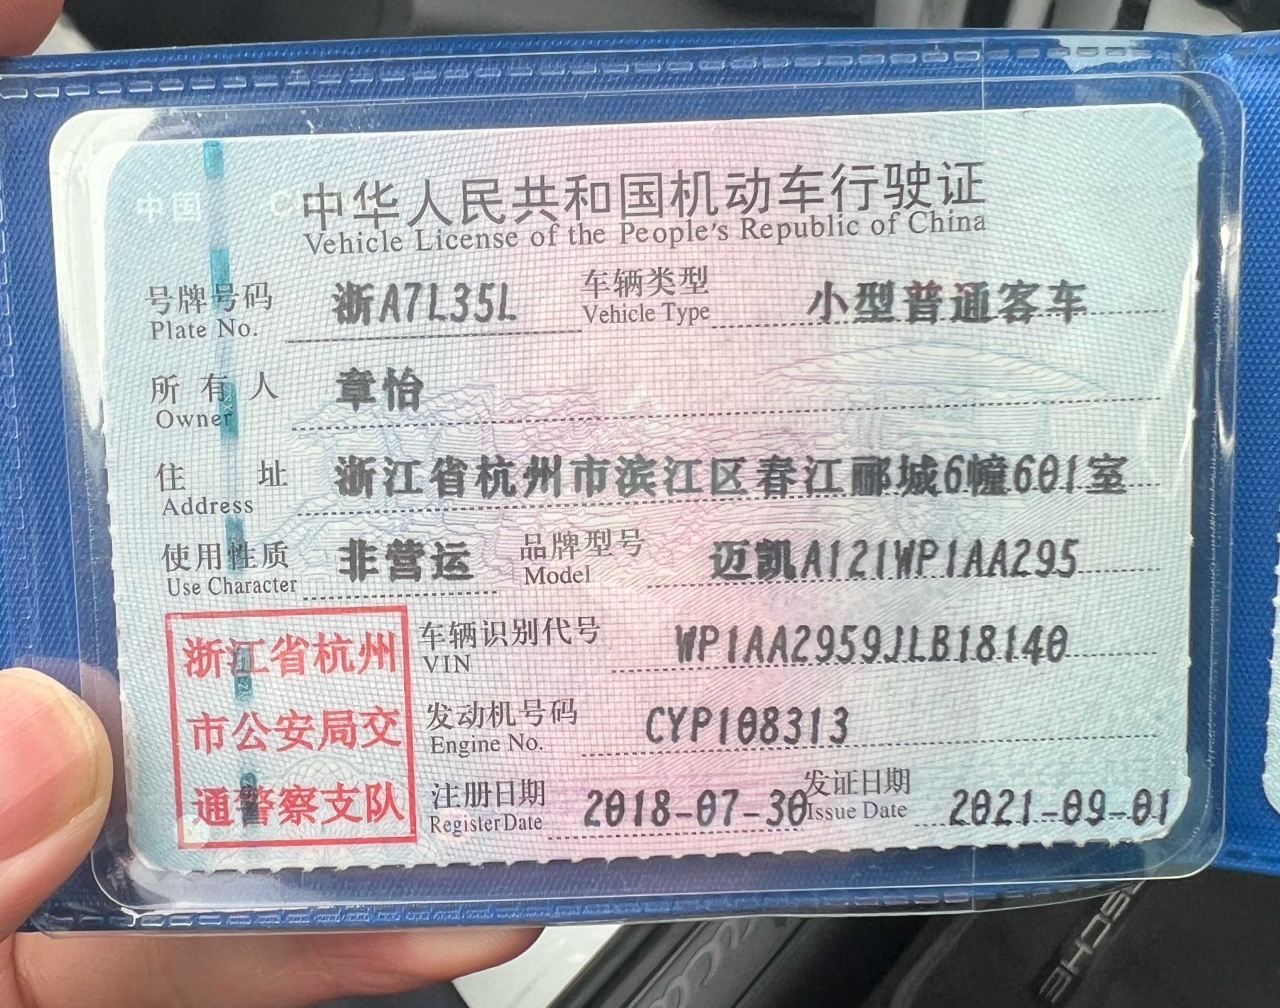 中国
中华人民共和国机动车行驶证
Vehicle License of the People's Republic of China
号牌号码 浙A7L35L 车辆类型 小型普通客车
Plate No. Vehicle Type
所有人 章怡
Owner
住址 浙江省杭州市滨江区春江郦城6幢601室
Address
使用性质 非营运 品牌型号 迈凯A121WP1AA295
Use Character Model
浙江省杭州
市公安局交
通警察支队
车辆识别代号 WP1AA2959JLB18140
VIN
发动机号码 CYP108313
Engine No.
注册日期 2018-07-30 发证日期 2021-09-01
Register Date Issue Date